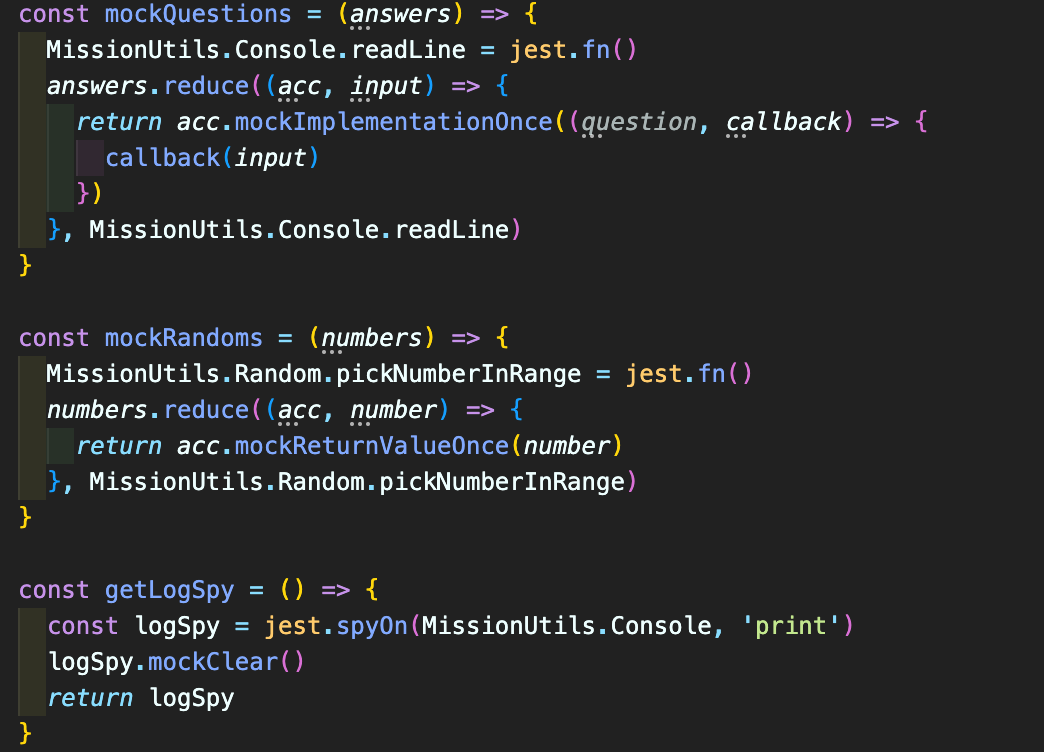 const mockQuestions = (answers) => {
  MissionUtils.Console.readLine = jest.fn()
  answers.reduce((acc, input) => {
    return acc.mockImplementationOnce((question, callback) => {
      callback(input)
    })
  }, MissionUtils.Console.readLine)
}

const mockRandoms = (numbers) => {
  MissionUtils.Random.pickNumberInRange = jest.fn()
  numbers.reduce((acc, number) => {
    return acc.mockReturnValueOnce(number)
  }, MissionUtils.Random.pickNumberInRange)
}

const getLogSpy = () => {
  const logSpy = jest.spyOn(MissionUtils.Console, 'print')
  logSpy.mockClear()
  return logSpy
}